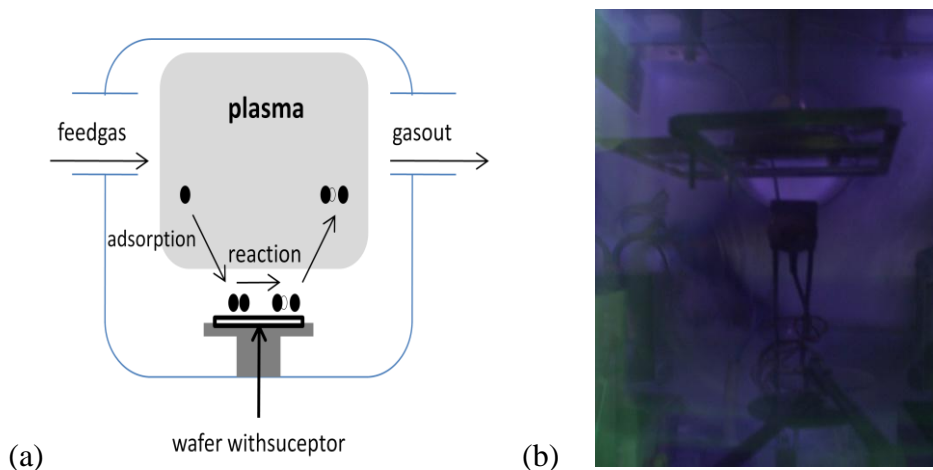 plasma
feedgas
gasout
adsorption
reaction
wafer withsuceptor
(a)
(b)